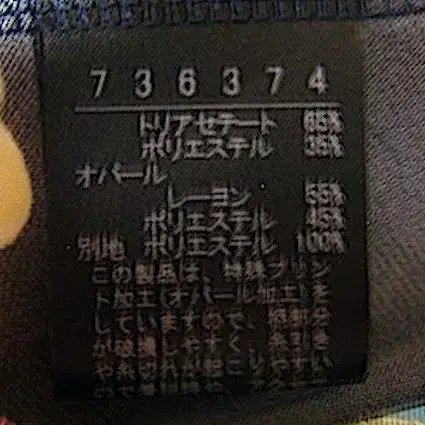 736374
トリアセテート 65%
ポリエステル 35%
オパール
レーヨン 55%
ポリエステル 45%
別地 ポリエステル 100%
この製品は、特殊プリン
ト加工(オパール加工)を
していますので、柄部分
が破損しやすく、糸引き
や糸切れが起こりやすい